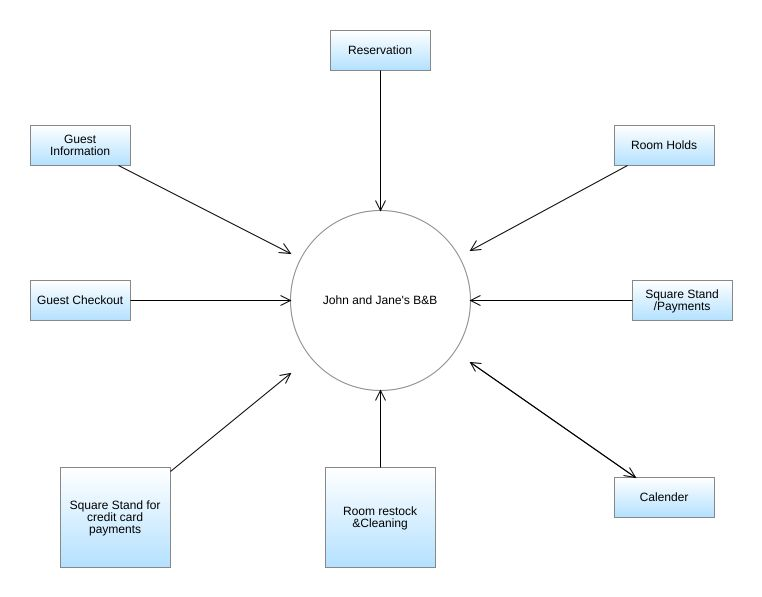 Reservation
Guest
Information
Room Holds
Guest Checkout
John and Jane's B&B
Square Stand
/Payments
Square Stand for
credit card
payments
Room restock
&Cleaning
Calender